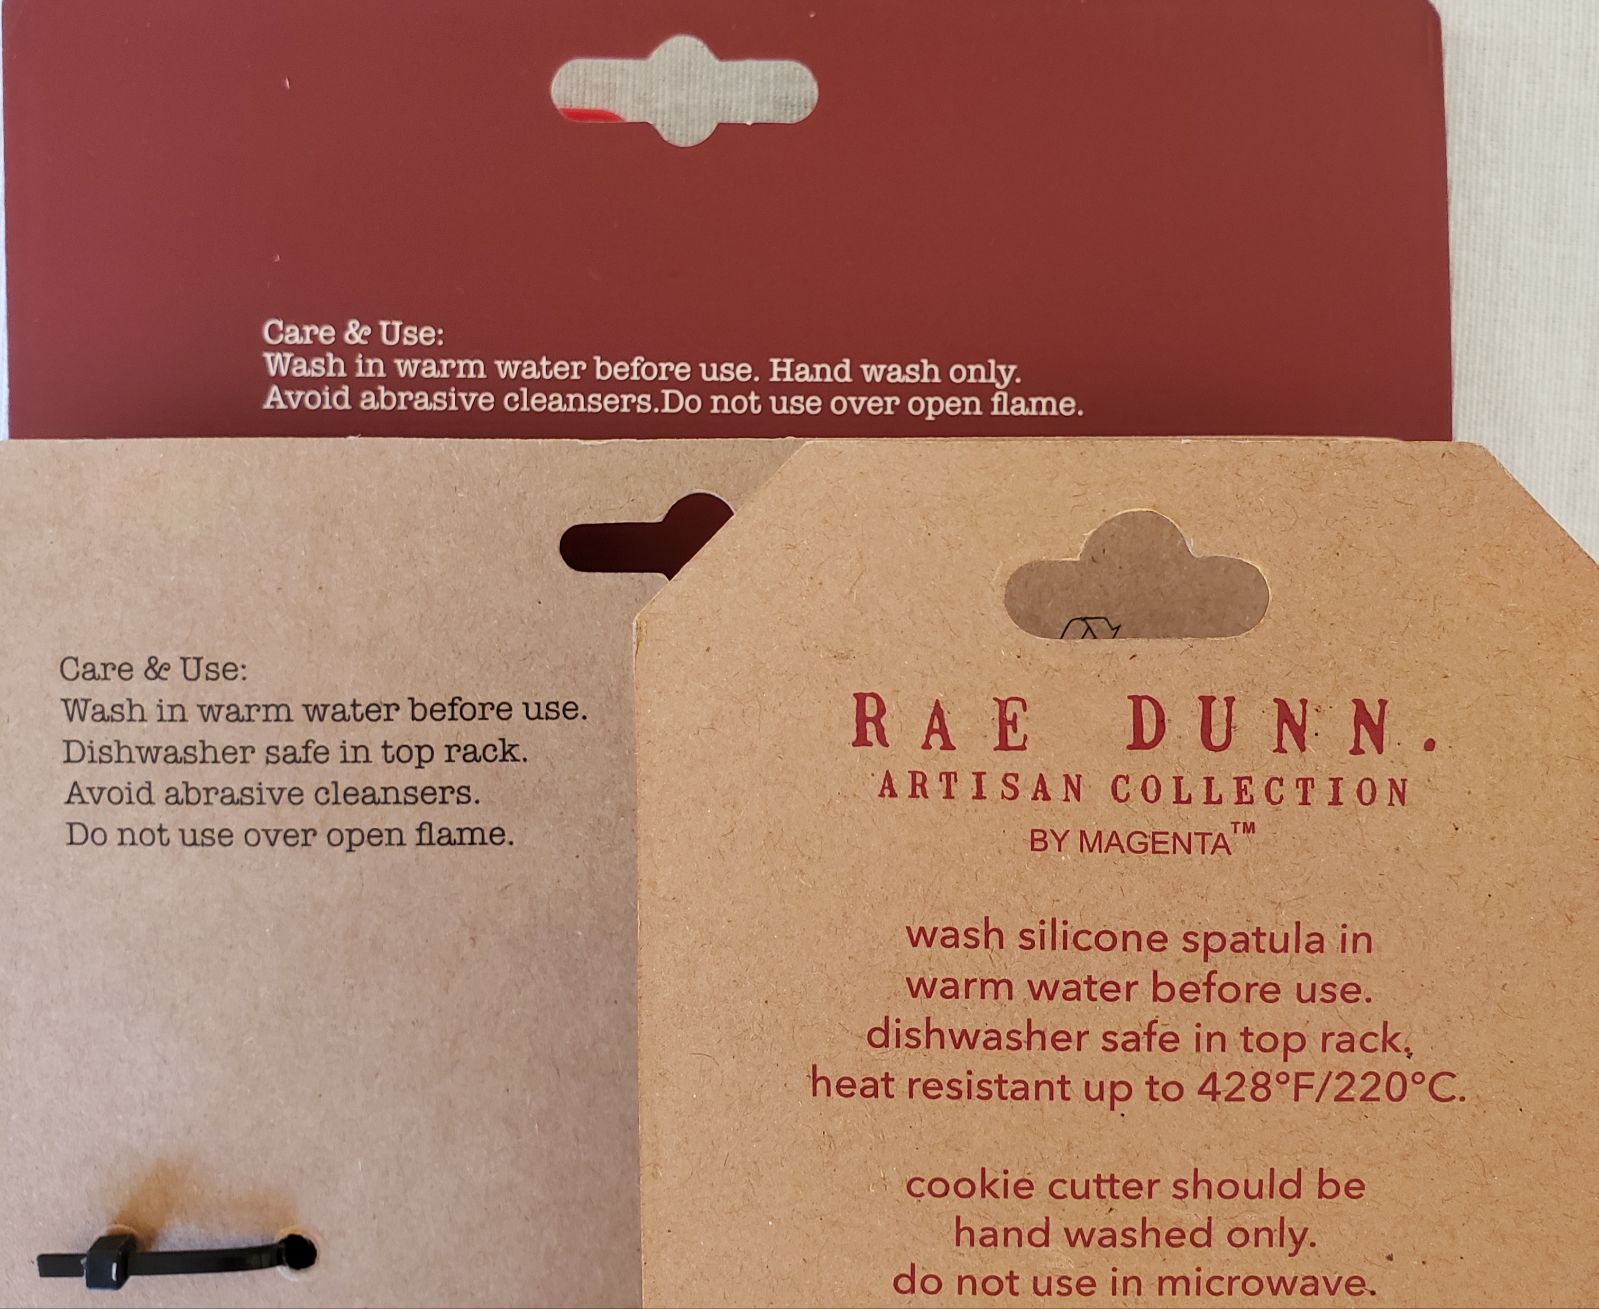 Care & Use:
Wash in warm water before use. Hand wash only.
Avoid abrasive cleansers.Do not use over open flame.
Care & Use:
Wash in warm water before use.
Dishwasher safe in top rack.
Avoid abrasive cleansers.
Do not use over open flame.
RAE DUNN.
ARTISAN COLLECTION
BY MAGENTA™
wash silicone spatula in
warm water before use.
dishwasher safe in top rack.
heat resistant up to 428°F/220°C.
cookie cutter should be
hand washed only.
do not use in microwave.